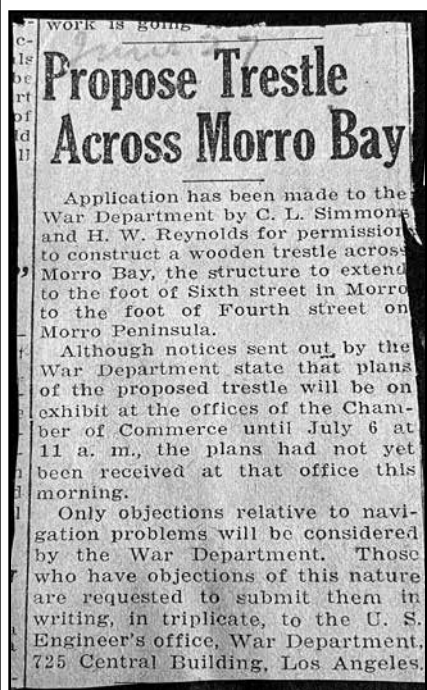 work is going
June 27
Propose Trestle
Across Morro Bay
Application has been made to the
War Department by C. L. Simmons
and H. W. Reynolds for permission
to construct a wooden trestle across
Morro Bay, the structure to extend
to the foot of Sixth street in Morro
to the foot of Fourth street on
Morro Peninsula.
Although notices sent out by the
War Department state that plans
of the proposed trestle will be on
exhibit at the offices of the Cham-
ber of Commerce until July 6 at
11 a. m., the plans had not yet
been received at that office this
morning.
Only objections relative to navi-
gation problems will be considered
by the War Department. Those
who have objections of this nature
are requested to submit them in
writing, in triplicate, to the U. S.
Engineer's office, War Department,
725 Central Building, Los Angeles.